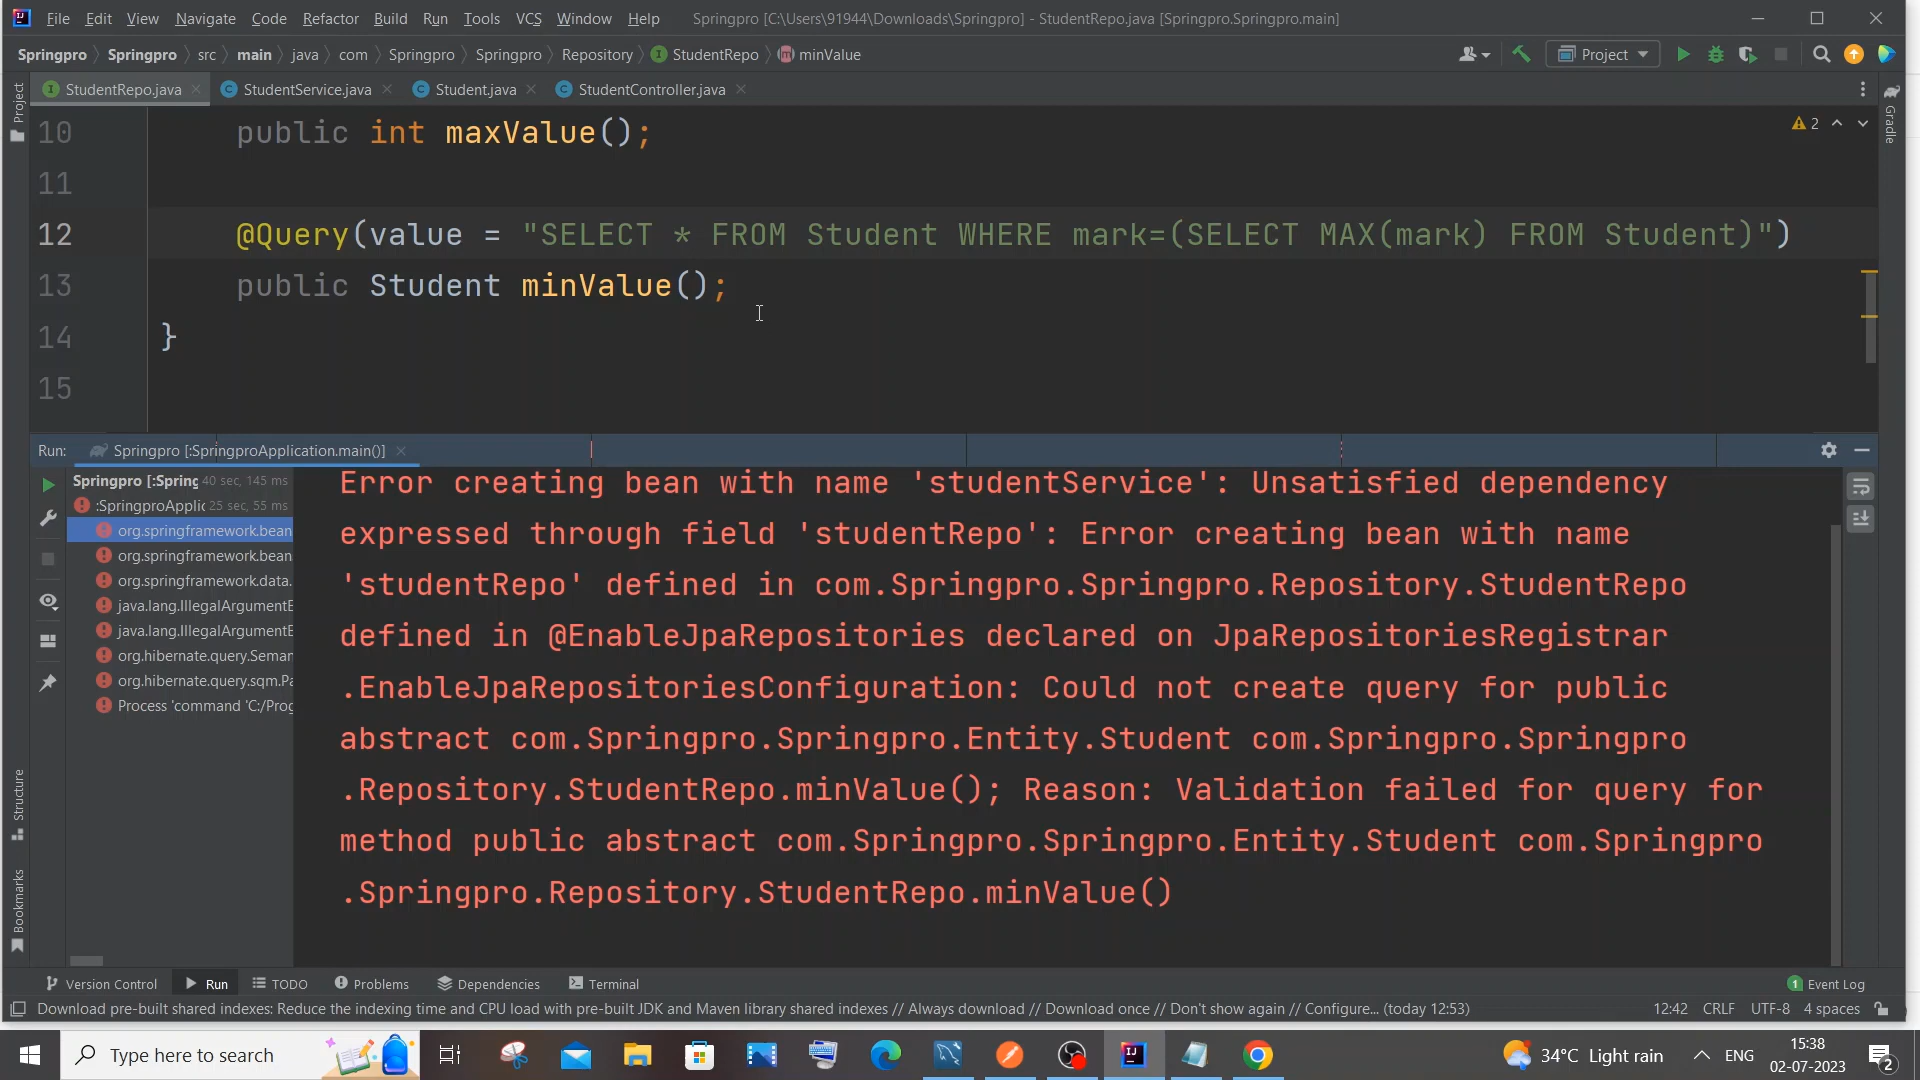 File Edit View Navigate Code Refactor Build Run Tools VCS Window Help Springpro [C:\Users\91944\Downloads\Springpro] - StudentRepo.java [Springpro.Springpro.main]
Springpro Springpro src main java com Springpro Springpro Repository StudentRepo minValue Project
StudentRepo.java StudentService.java Student.java StudentController.java
Project
Gradle
10 public int maxValue(); 2
11
12 @Query(value = "SELECT * FROM Student WHERE mark=(SELECT MAX(mark) FROM Student)")
13 public Student minValue();
14 }
15
Run: Springpro [:SpringproApplication.main()]
Springpro [:Spring 40 sec, 145 ms
:SpringproApplic 25 sec, 55 ms
org.springframework.bean
org.springframework.bean
org.springframework.data.
java.lang.IllegalArgumentE
java.lang.IllegalArgumentE
org.hibernate.query.Seman
org.hibernate.query.sqm.Pa
Process 'command 'C:/Prog
Error creating bean with name 'studentService': Unsatisfied dependency
expressed through field 'studentRepo': Error creating bean with name
'studentRepo' defined in com.Springpro.Springpro.Repository.StudentRepo
defined in @EnableJpaRepositories declared on JpaRepositoriesRegistrar
.EnableJpaRepositoriesConfiguration: Could not create query for public
abstract com.Springpro.Springpro.Entity.Student com.Springpro.Springpro
.Repository.StudentRepo.minValue(); Reason: Validation failed for query for
method public abstract com.Springpro.Springpro.Entity.Student com.Springpro
.Springpro.Repository.StudentRepo.minValue()
Structure
Bookmarks
Version Control Run TODO Problems Dependencies Terminal 1 Event Log
Download pre-built shared indexes: Reduce the indexing time and CPU load with pre-built JDK and Maven library shared indexes // Always download // Download once // Don't show again // Configure... (today 12:53) 12:42 CRLF UTF-8 4 spaces
Type here to search 34°C Light rain ENG 15:38
02-07-2023 2